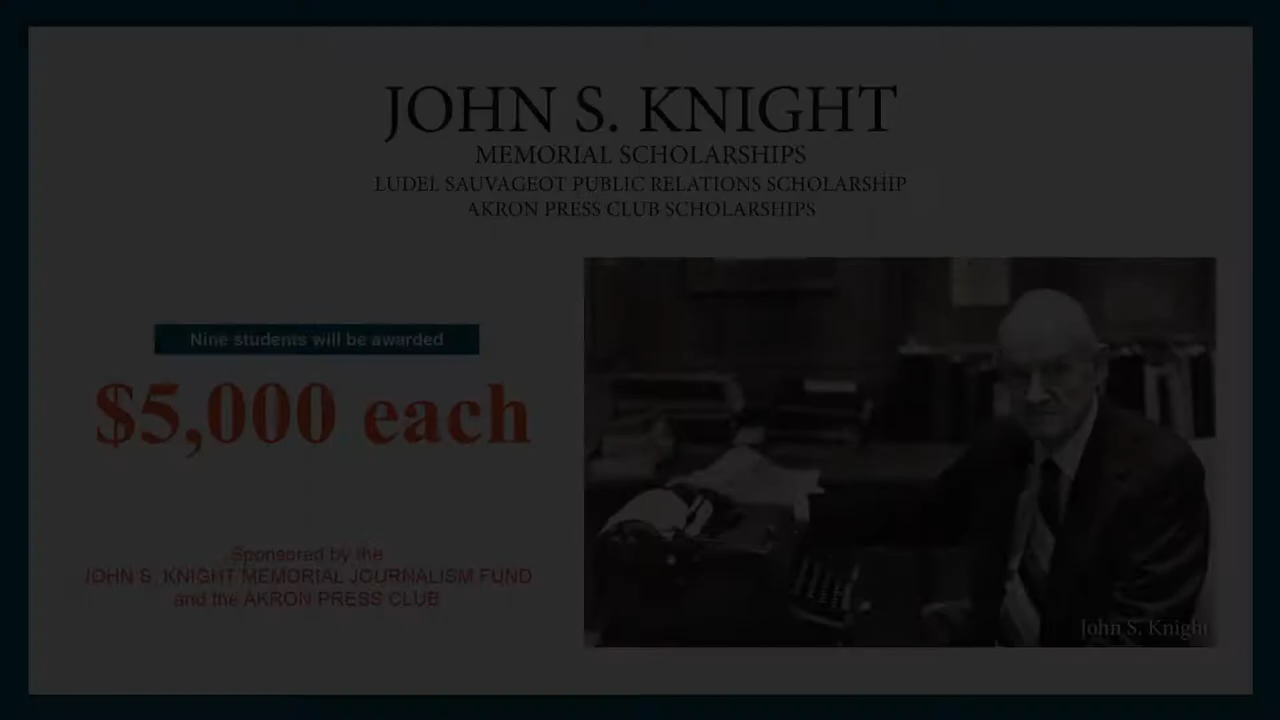 JOHN S. KNIGHT
MEMORIAL SCHOLARSHIPS
LUDEL SAUVAGEOT PUBLIC RELATIONS SCHOLARSHIP
AKRON PRESS CLUB SCHOLARSHIPS
Nine students will be awarded
$5,000 each
Sponsored by the
JOHN S. KNIGHT MEMORIAL JOURNALISM FUND
and the AKRON PRESS CLUB
John S. Knight